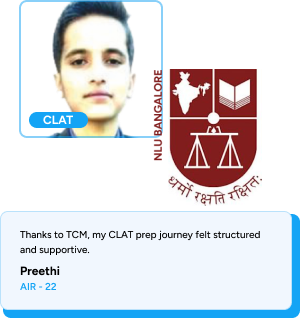 CLAT
NLU BANGALORE
धर्मो रक्षति रक्षितः
Thanks to TCM, my CLAT prep journey felt structured
and supportive.
Preethi
AIR - 22